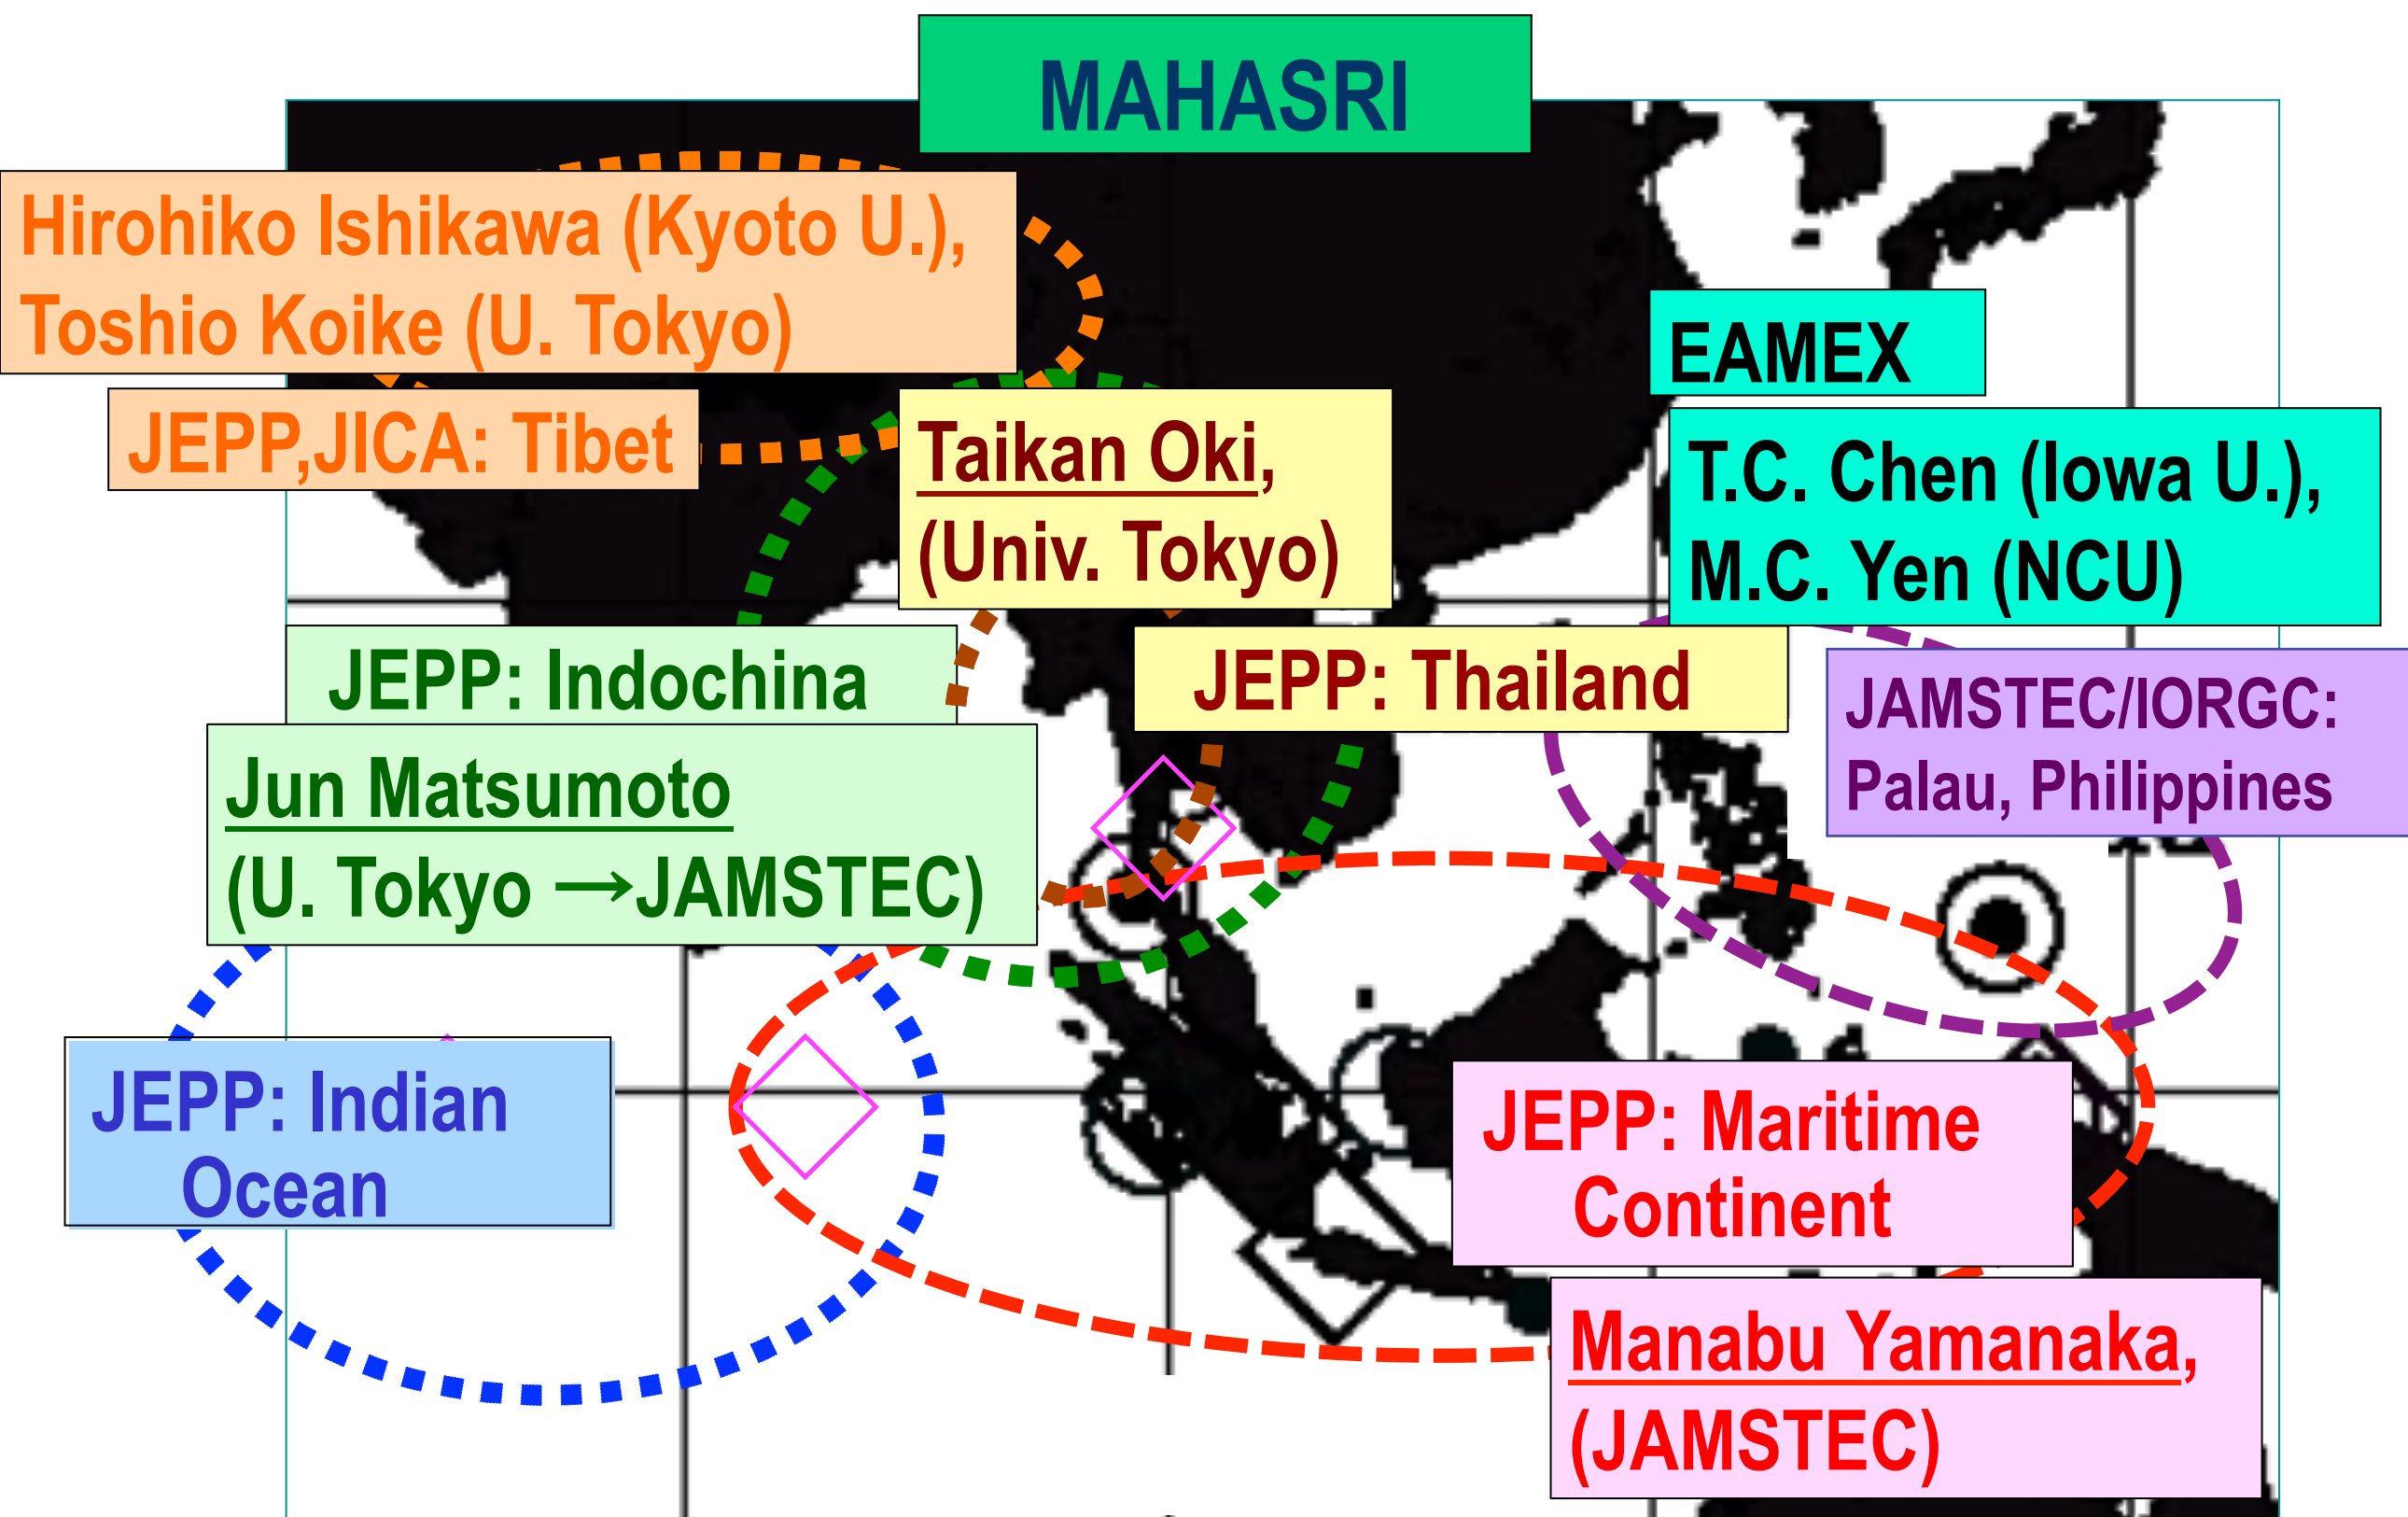 MAHASRI
Hirohiko Ishikawa (Kyoto U.),
Toshio Koike (U. Tokyo)
JEPP,JICA: Tibet
Taikan Oki,
(Univ. Tokyo)
EAMEX
T.C. Chen (Iowa U.),
M.C. Yen (NCU)
JEPP: Indochina
Jun Matsumoto
(U. Tokyo →JAMSTEC)
JEPP: Thailand
JAMSTEC/IORGC:
Palau, Philippines
JEPP: Indian
Ocean
JEPP: Maritime
Continent
Manabu Yamanaka,
(JAMSTEC)